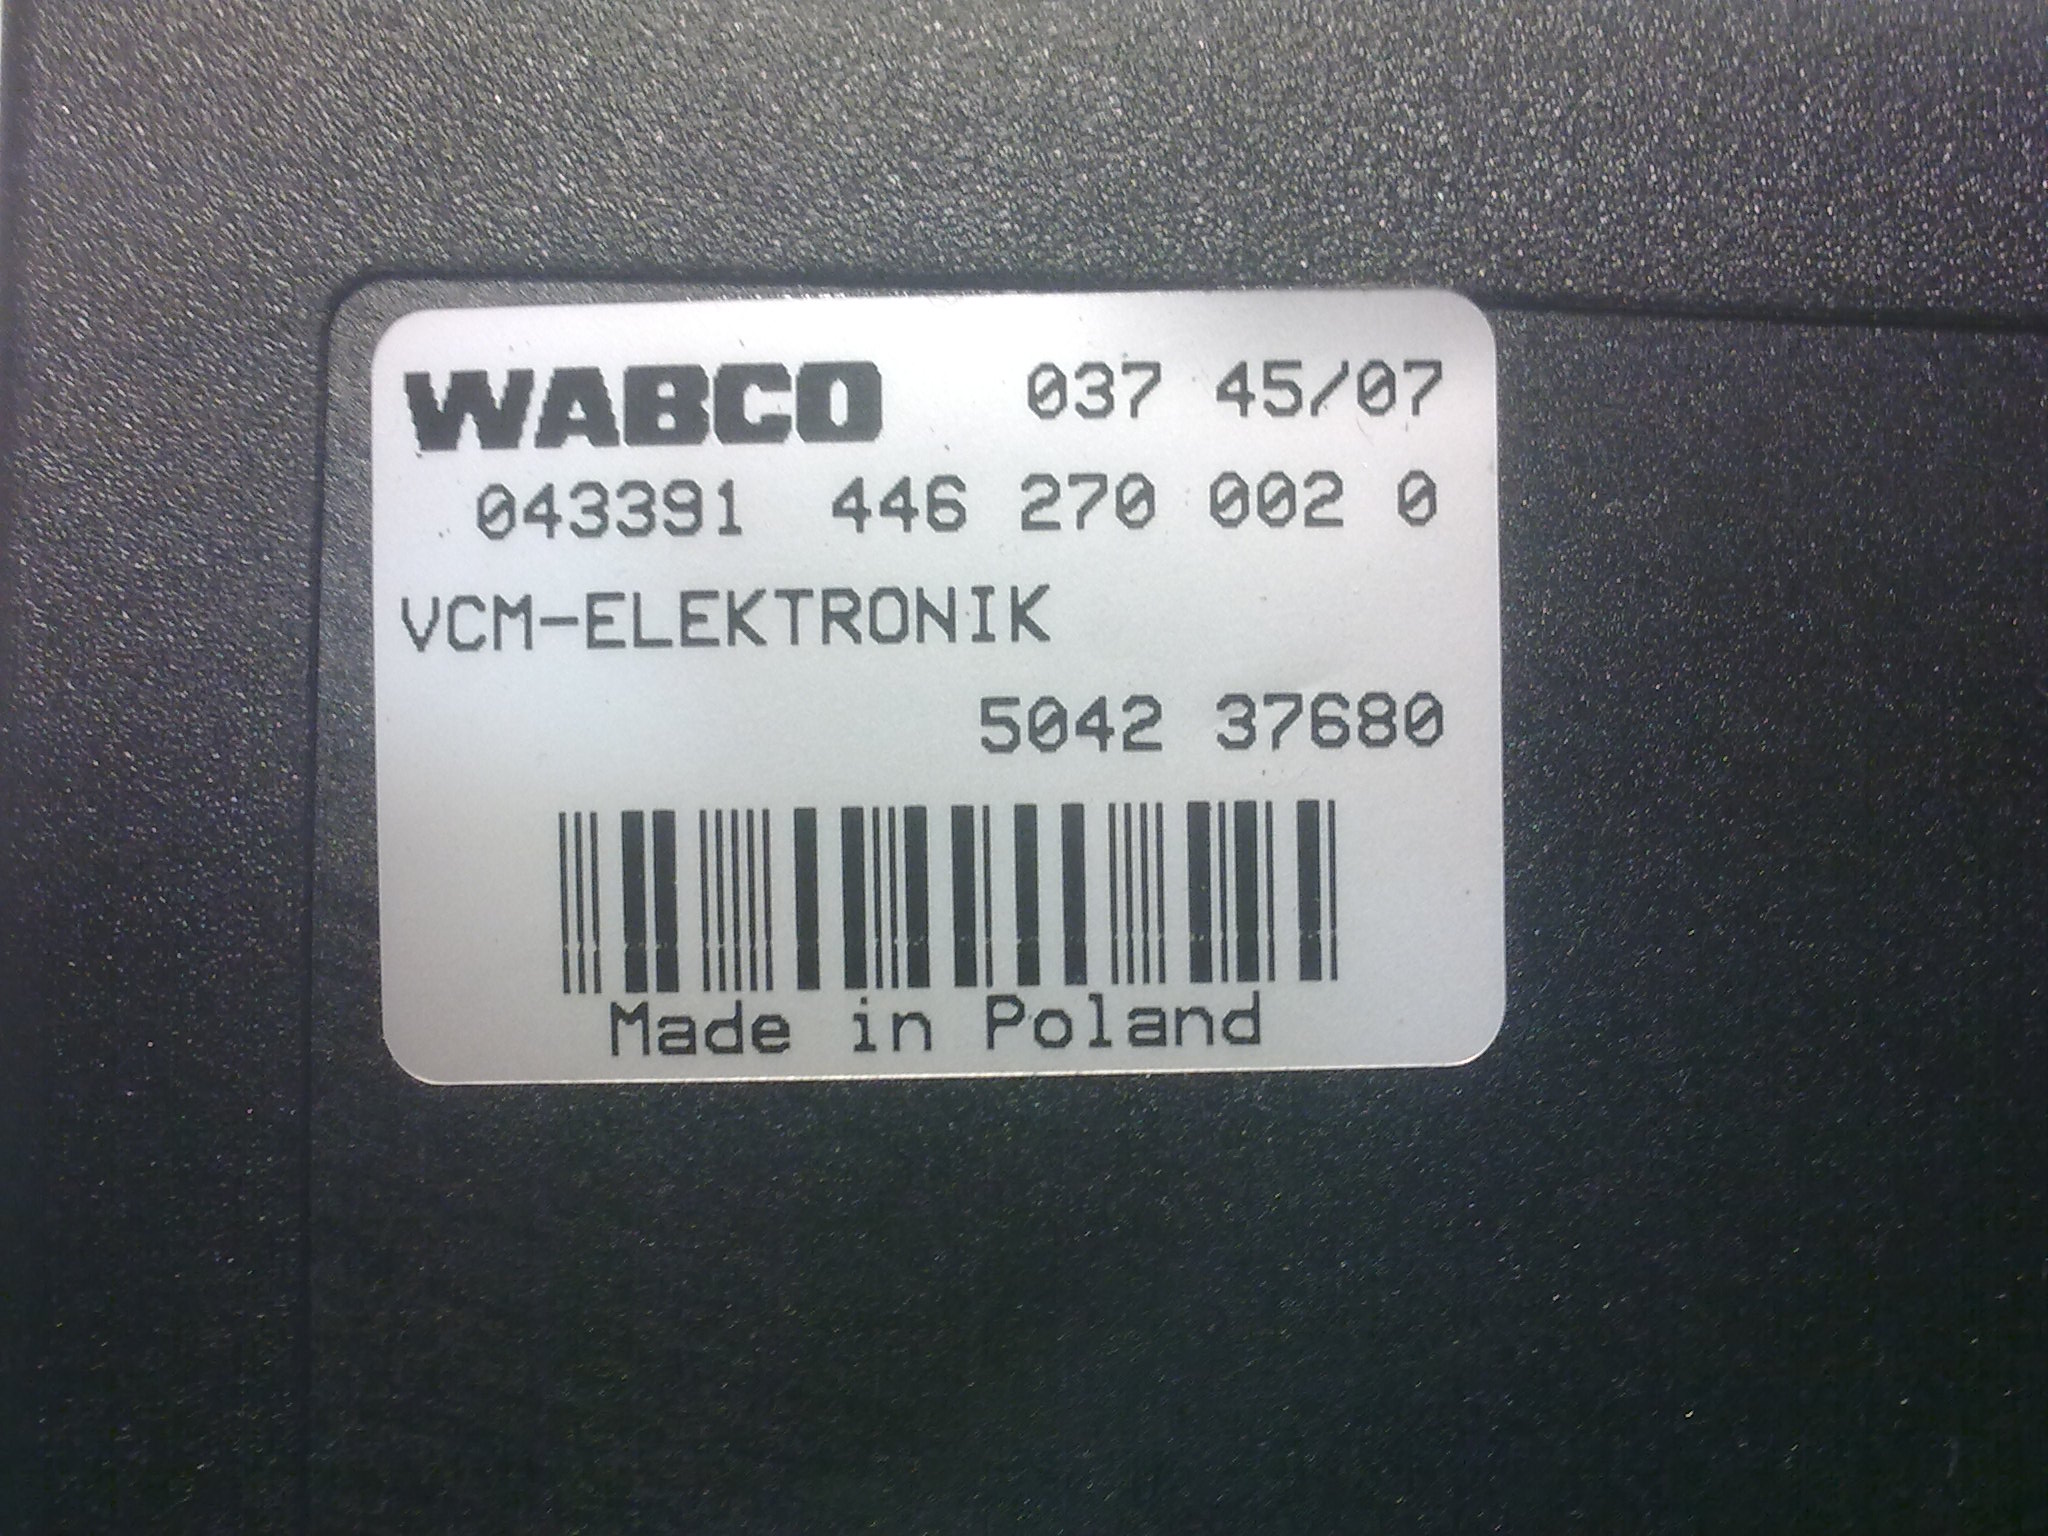 WABCO 037 45/07
043391 446 270 002 0
VCM-ELEKTRONIK
5042 37680
Made in Poland